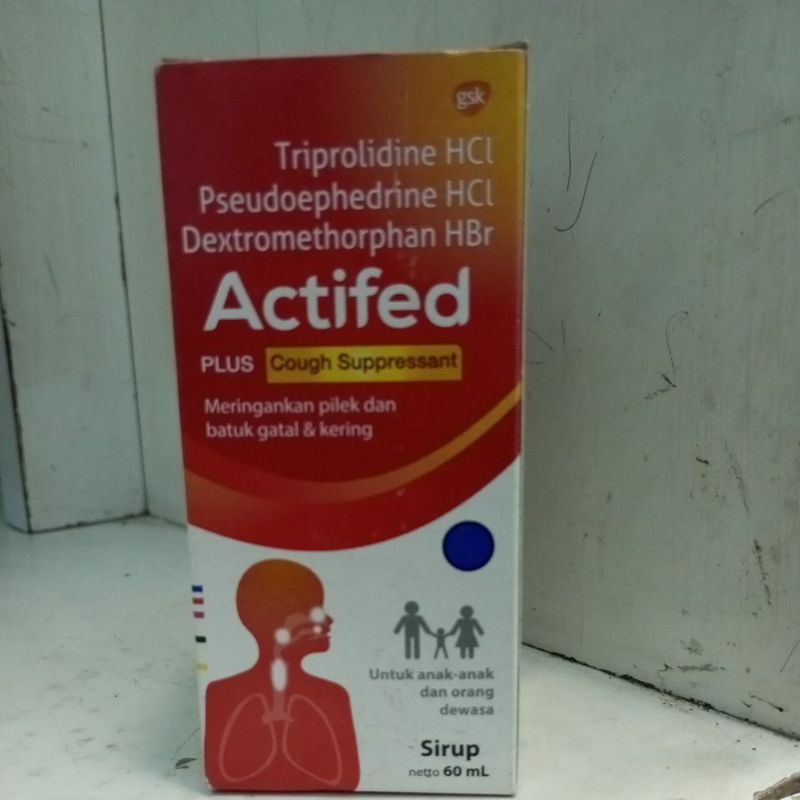 gsk
Triprolidine HCl
Pseudoephedrine HCl
Dextromethorphan HBr
Actifed
PLUS Cough Suppressant
Meringankan pilek dan
batuk gatal & kering
Untuk anak-anak
dan orang
dewasa
Sirup
netto 60 mL